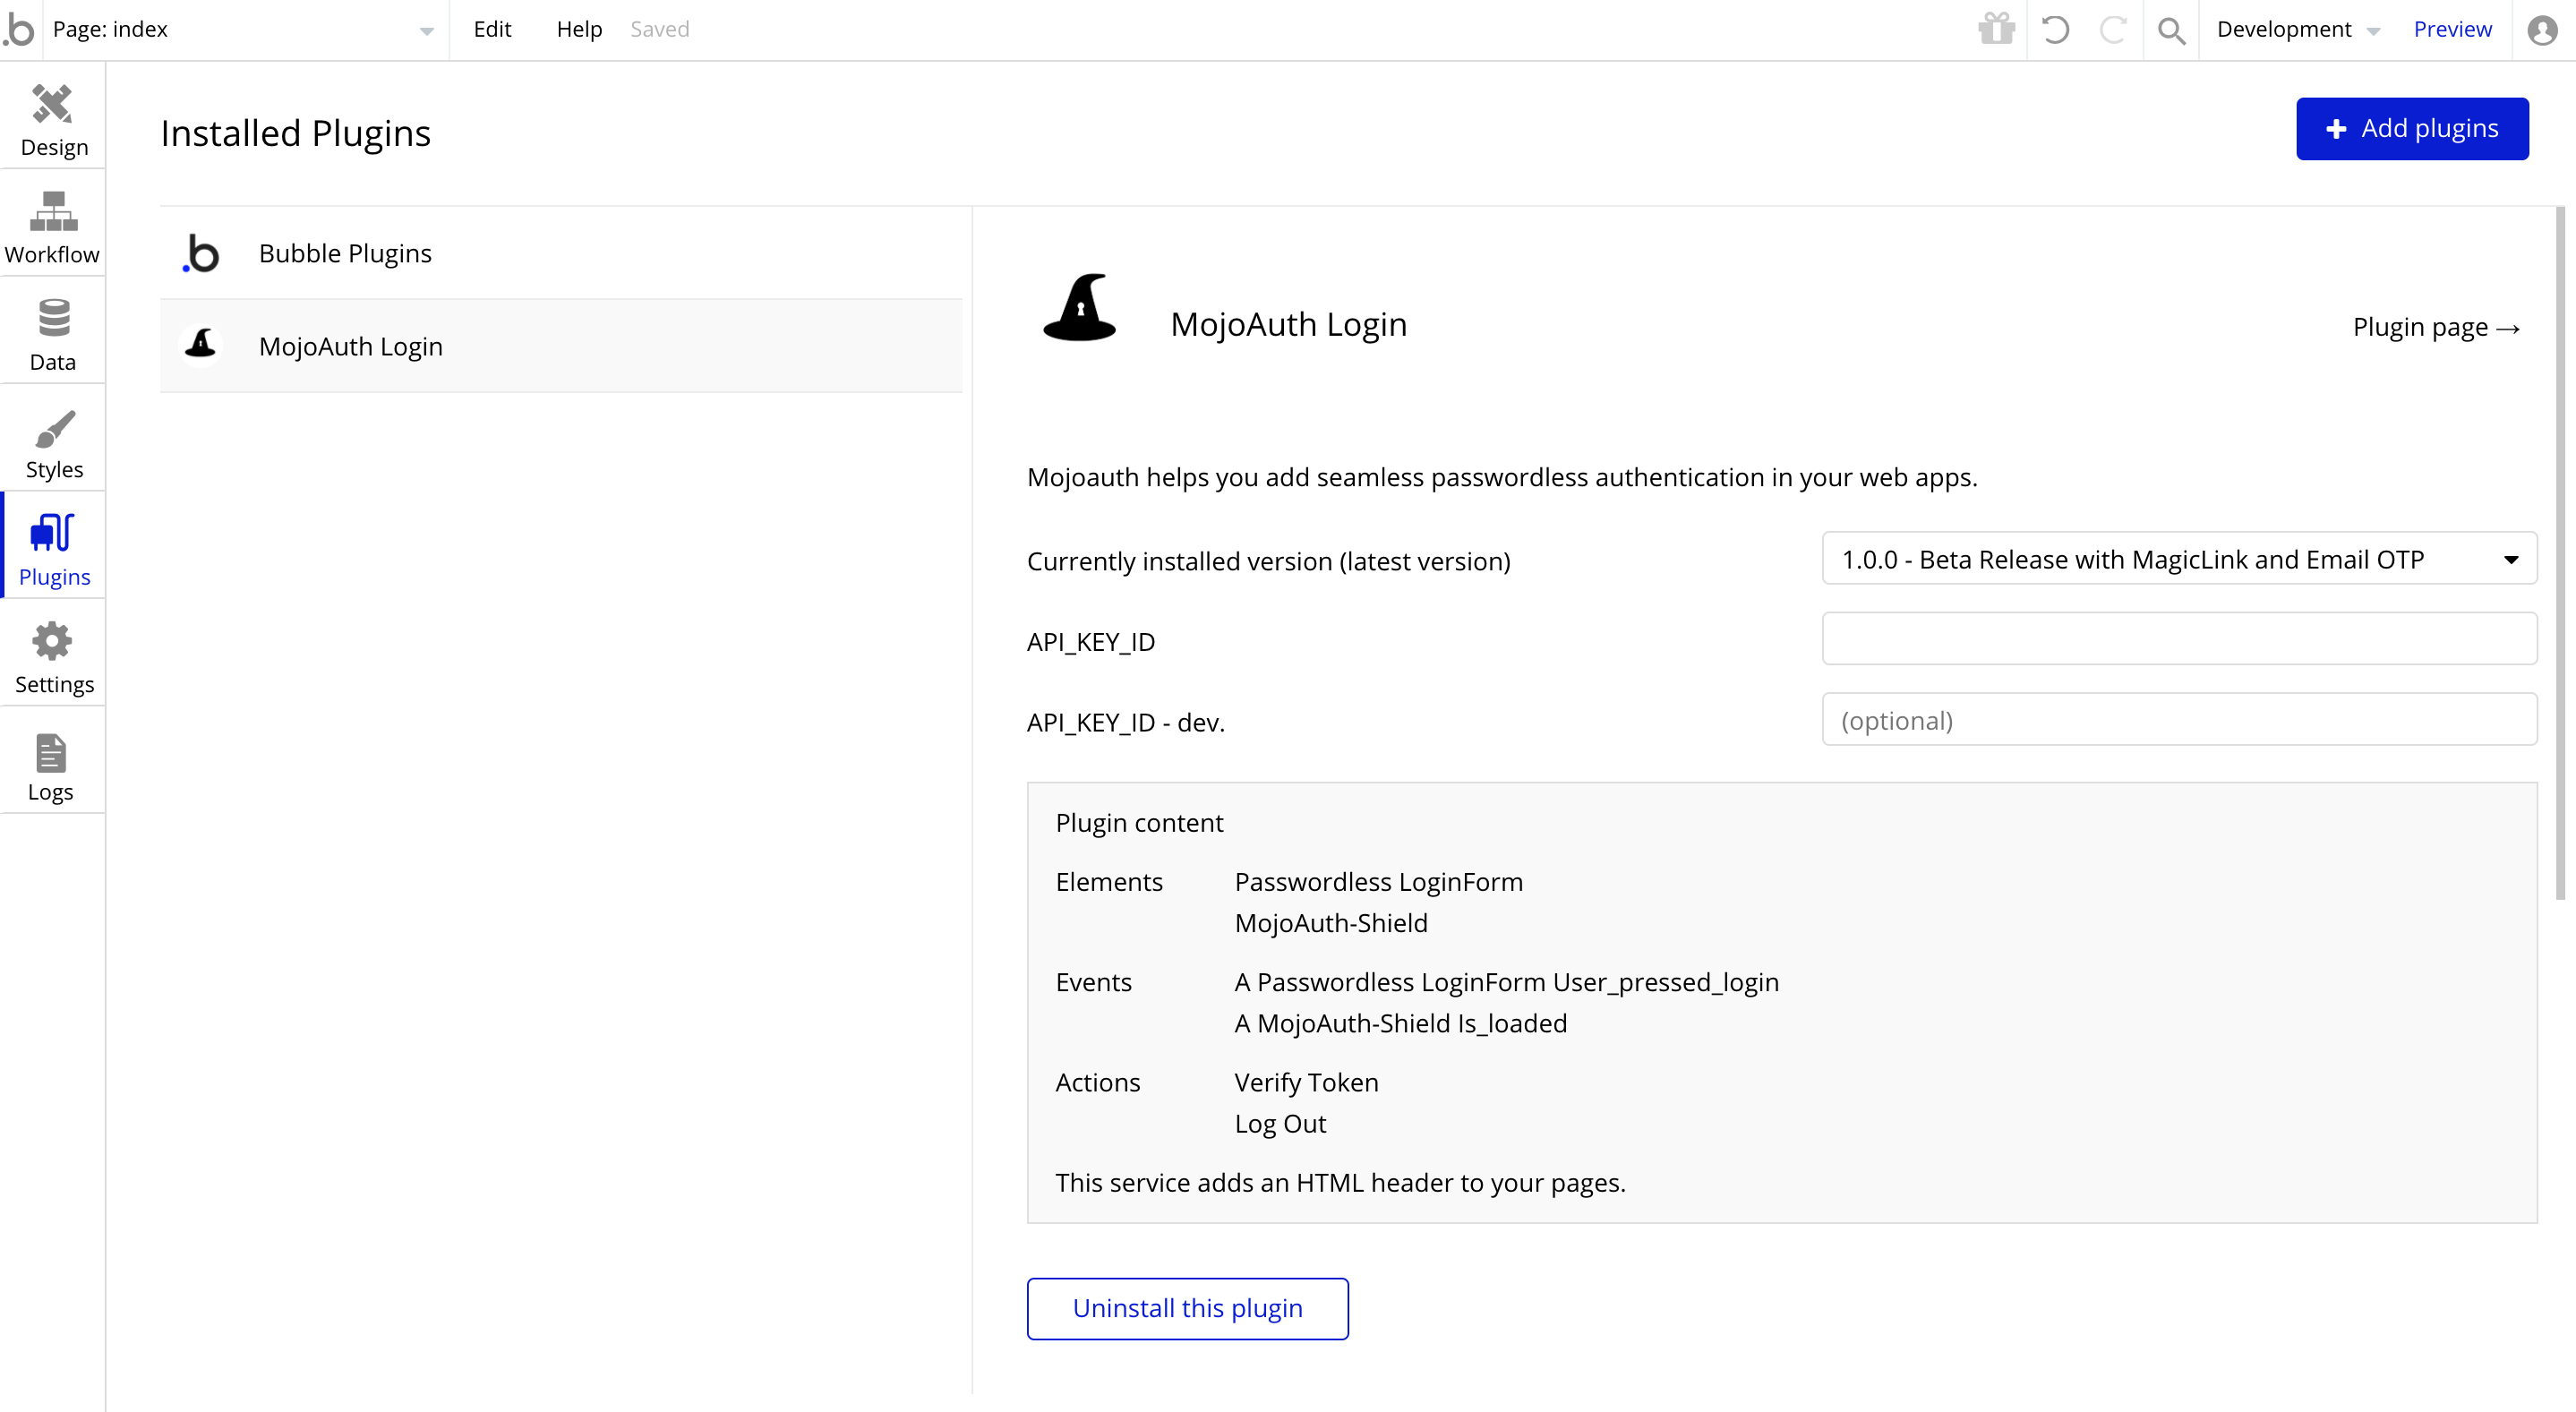 .b Page: index Edit Help Saved Development Preview
Design
Workflow
Data
Styles
Plugins
Settings
Logs
Installed Plugins
+ Add plugins
.b Bubble Plugins
MojoAuth Login
MojoAuth Login
Plugin page →
Mojoauth helps you add seamless passwordless authentication in your web apps.
Currently installed version (latest version) 1.0.0 - Beta Release with MagicLink and Email OTP
API_KEY_ID
API_KEY_ID - dev. (optional)
Plugin content
Elements Passwordless LoginForm
MojoAuth-Shield
Events A Passwordless LoginForm User_pressed_login
A MojoAuth-Shield Is_loaded
Actions Verify Token
Log Out
This service adds an HTML header to your pages.
Uninstall this plugin